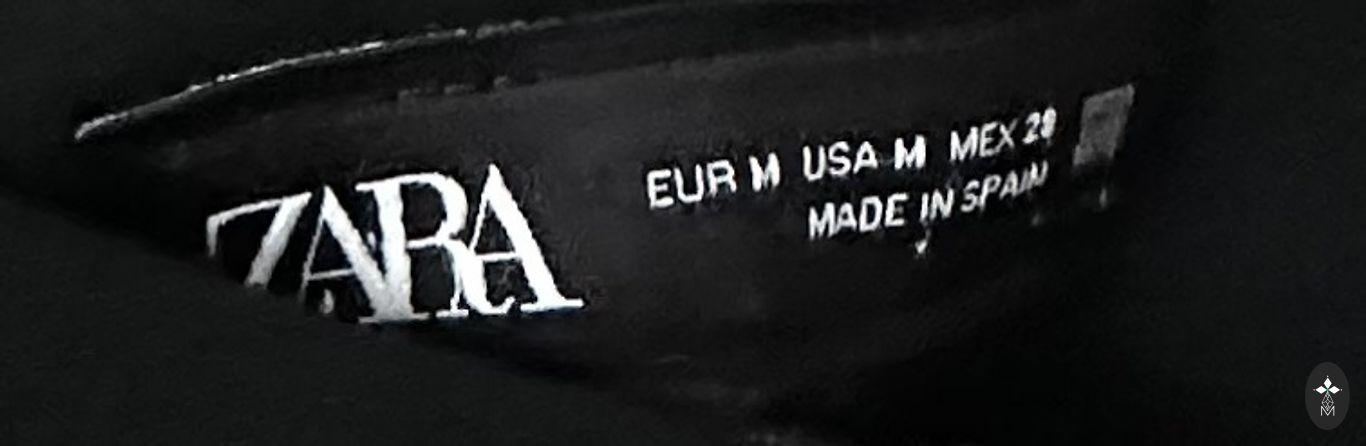 ZARA
EUR M USA M MEX 28
MADE IN SPAIN
M